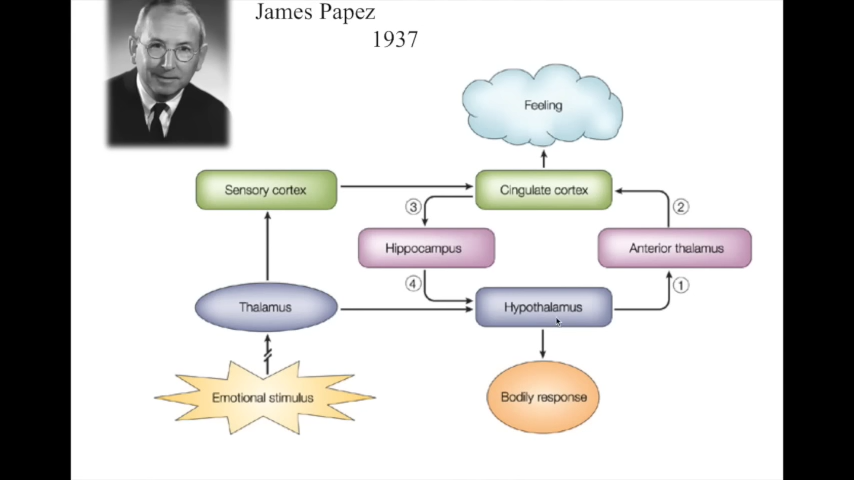 James Papez
1937
Feeling
Sensory cortex
Cingulate cortex
3
2
Hippocampus
Anterior thalamus
4
1
Thalamus
Hypothalamus
Emotional stimulus
Bodily response